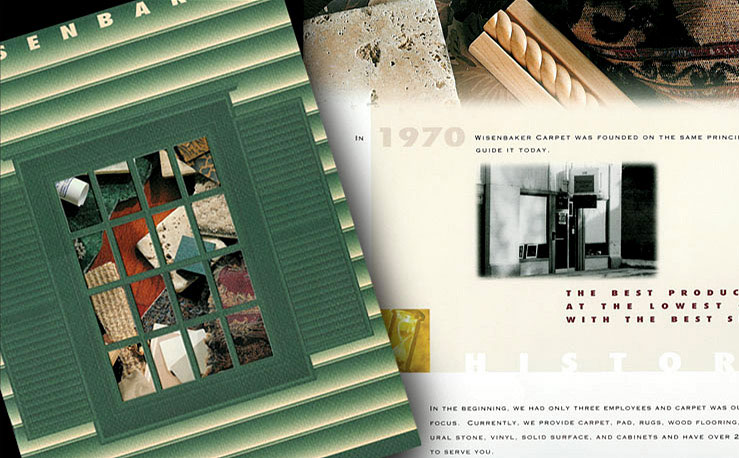 SENBAN
IN 1970 WISENBAKER CARPET WAS FOUNDED ON THE SAME PRINCI
GUIDE IT TODAY.
THE BEST PRODUC
AT THE LOWEST
WITH THE BEST S
HISTOR
IN THE BEGINNING, WE HAD ONLY THREE EMPLOYEES AND CARPET WAS OU
FOCUS. CURRENTLY, WE PROVIDE CARPET, PAD, RUGS, WOOD FLOORING,
URAL STONE, VINYL, SOLID SURFACE, AND CABINETS AND HAVE OVER 2
TO SERVE YOU.